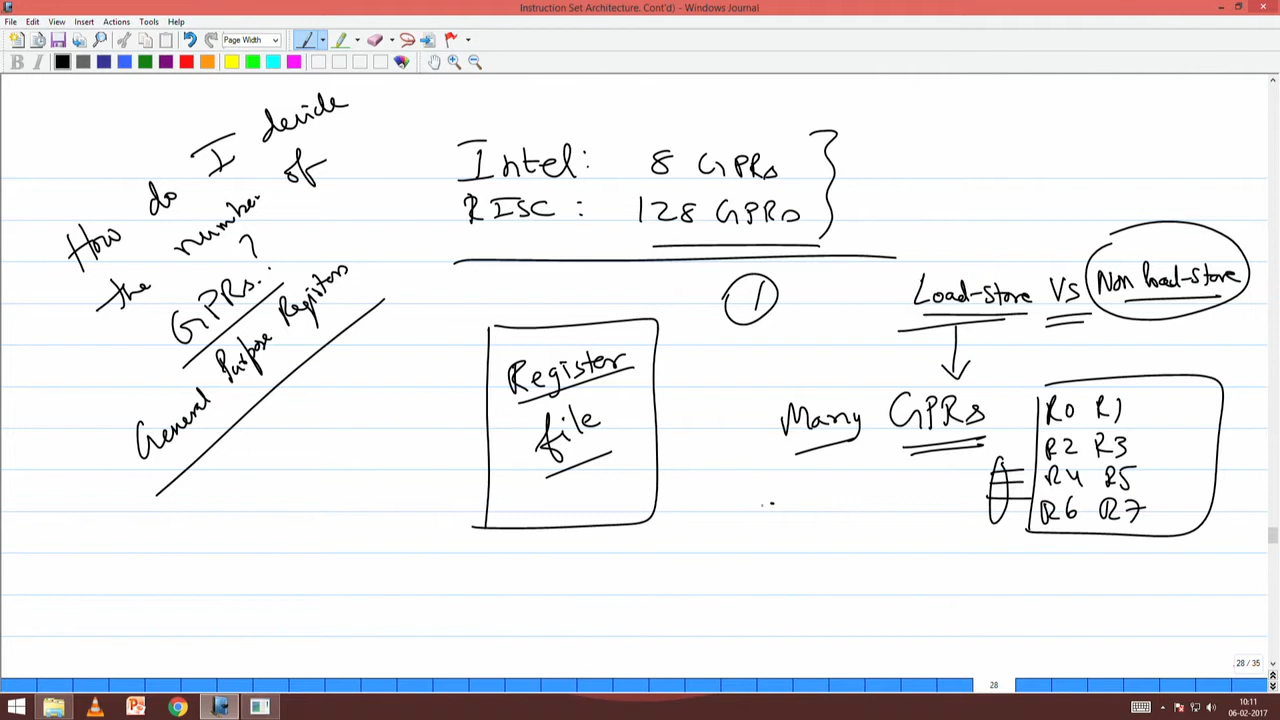 Instruction Set Architecture. Cont'd) - Windows Journal
File Edit View Insert Actions Tools Help
Page Width
B I
How do I decide
the number of
GPRs?
General Purpose Registers
Intel: 8 GPRs
RISC: 128 GPRs
1
Load-Store Vs Non load-store
Register
file
Many GPRs
R0 R1
R2 R3
R4 R5
R6 R7
28 / 35
28
10:11
06-02-2017